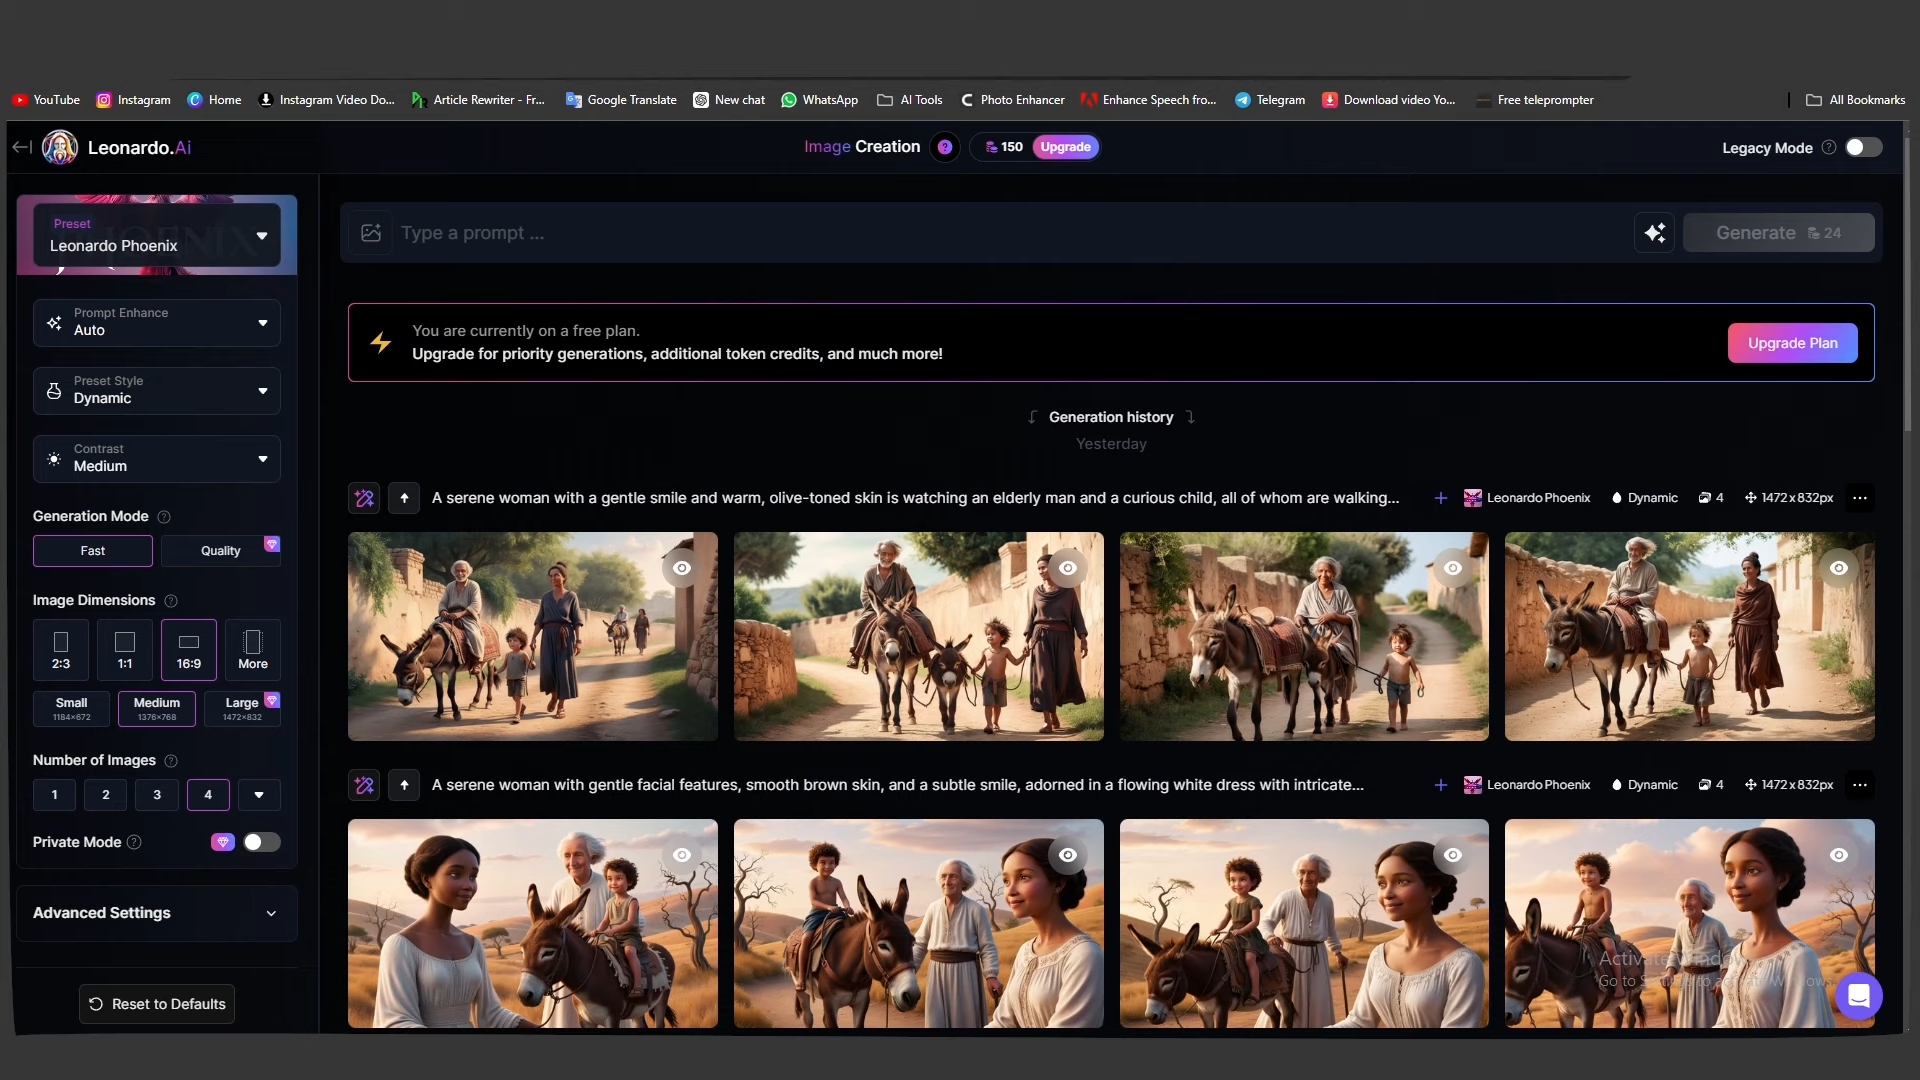 YouTube Instagram Home Instagram Video Do... Article Rewriter - Fr... Google Translate New chat WhatsApp AI Tools Photo Enhancer Enhance Speech fro... Telegram Download video Yo... Free teleprompter All Bookmarks
Leonardo.Ai
Image Creation ? 150 Upgrade
Legacy Mode ?
Preset
Leonardo Phoenix
Prompt Enhance
Auto
Preset Style
Dynamic
Contrast
Medium
Generation Mode ?
Fast Quality
Image Dimensions ?
2:3 1:1 16:9 More
Small Medium Large
1184×672 1376×768 1472×832
Number of Images ?
1 2 3 4
Private Mode ?
Advanced Settings
Reset to Defaults
Type a prompt ...
Generate 24
You are currently on a free plan.
Upgrade for priority generations, additional token credits, and much more!
Upgrade Plan
Generation history
Yesterday
A serene woman with a gentle smile and warm, olive-toned skin is watching an elderly man and a curious child, all of whom are walking... Leonardo Phoenix Dynamic 4 1472x832px
A serene woman with gentle facial features, smooth brown skin, and a subtle smile, adorned in a flowing white dress with intricate... Leonardo Phoenix Dynamic 4 1472x832px
Activate Windows
Go to Settings to activate Windows.